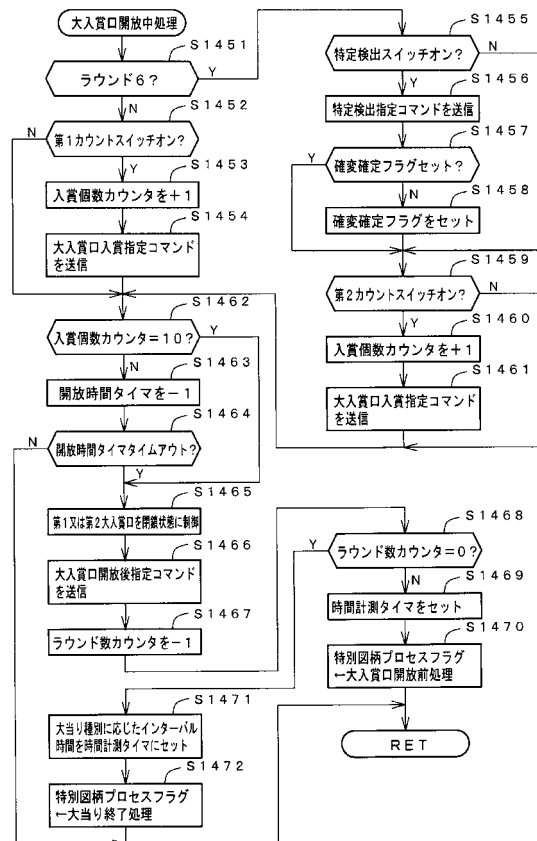 大入賞口開放中処理
S1451
ラウンド6?
Y
N
S1452
N
第1カウントスイッチオン?
Y
S1453
入賞個数カウンタを+1
S1454
大入賞口入賞指定コマンド
を送信
S1462
入賞個数カウンタ=10?
Y
N
S1463
開放時間タイマを-1
S1464
N
開放時間タイマタイムアウト?
Y
S1465
第1又は第2大入賞口を閉鎖状態に制御
S1466
大入賞口開放後指定コマンド
を送信
S1467
ラウンド数カウンタを-1
S1471
大当り種別に応じたインターバル
時間を時間計測タイマにセット
S1472
特別図柄プロセスフラグ
←大当り終了処理
S1455
特定検出スイッチオン?
N
Y
S1456
特定検出指定コマンドを送信
S1457
Y
確変確定フラグセット?
N
S1458
確変確定フラグをセット
S1459
第2カウントスイッチオン?
N
Y
S1460
入賞個数カウンタを+1
S1461
大入賞口入賞指定コマンド
を送信
S1468
Y
ラウンド数カウンタ=0?
N
S1469
時間計測タイマをセット
S1470
特別図柄プロセスフラグ
←大入賞口開放前処理
RET